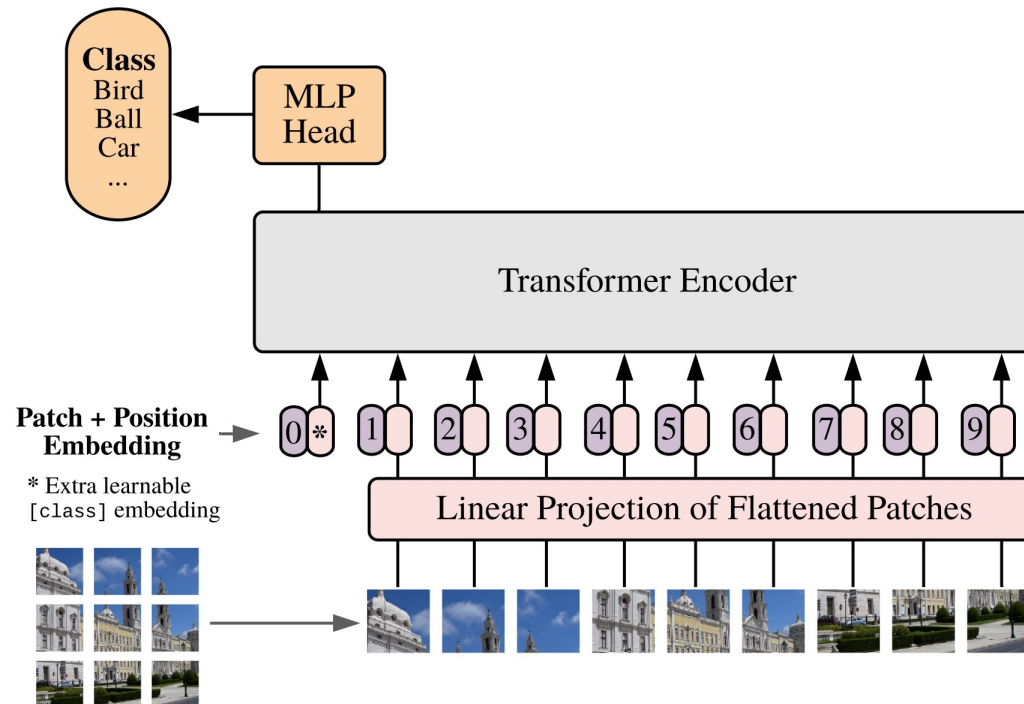 Class
Bird
Ball
Car
...
MLP
Head
Transformer Encoder
Patch + Position
Embedding
0 * 1 2 3 4 5 6 7 8 9
* Extra learnable
[class] embedding
Linear Projection of Flattened Patches